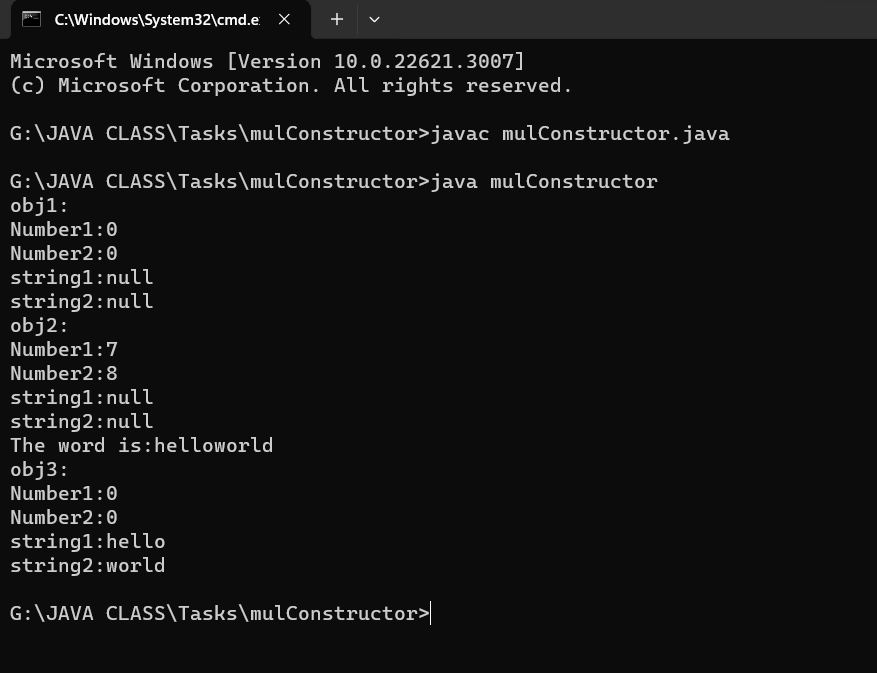 C:\Windows\System32\cmd.e
Microsoft Windows [Version 10.0.22621.3007]
(c) Microsoft Corporation. All rights reserved.
G:\JAVA CLASS\Tasks\mulConstructor>javac mulConstructor.java
G:\JAVA CLASS\Tasks\mulConstructor>java mulConstructor
obj1:
Number1:0
Number2:0
string1:null
string2:null
obj2:
Number1:7
Number2:8
string1:null
string2:null
The word is:helloworld
obj3:
Number1:0
Number2:0
string1:hello
string2:world
G:\JAVA CLASS\Tasks\mulConstructor>